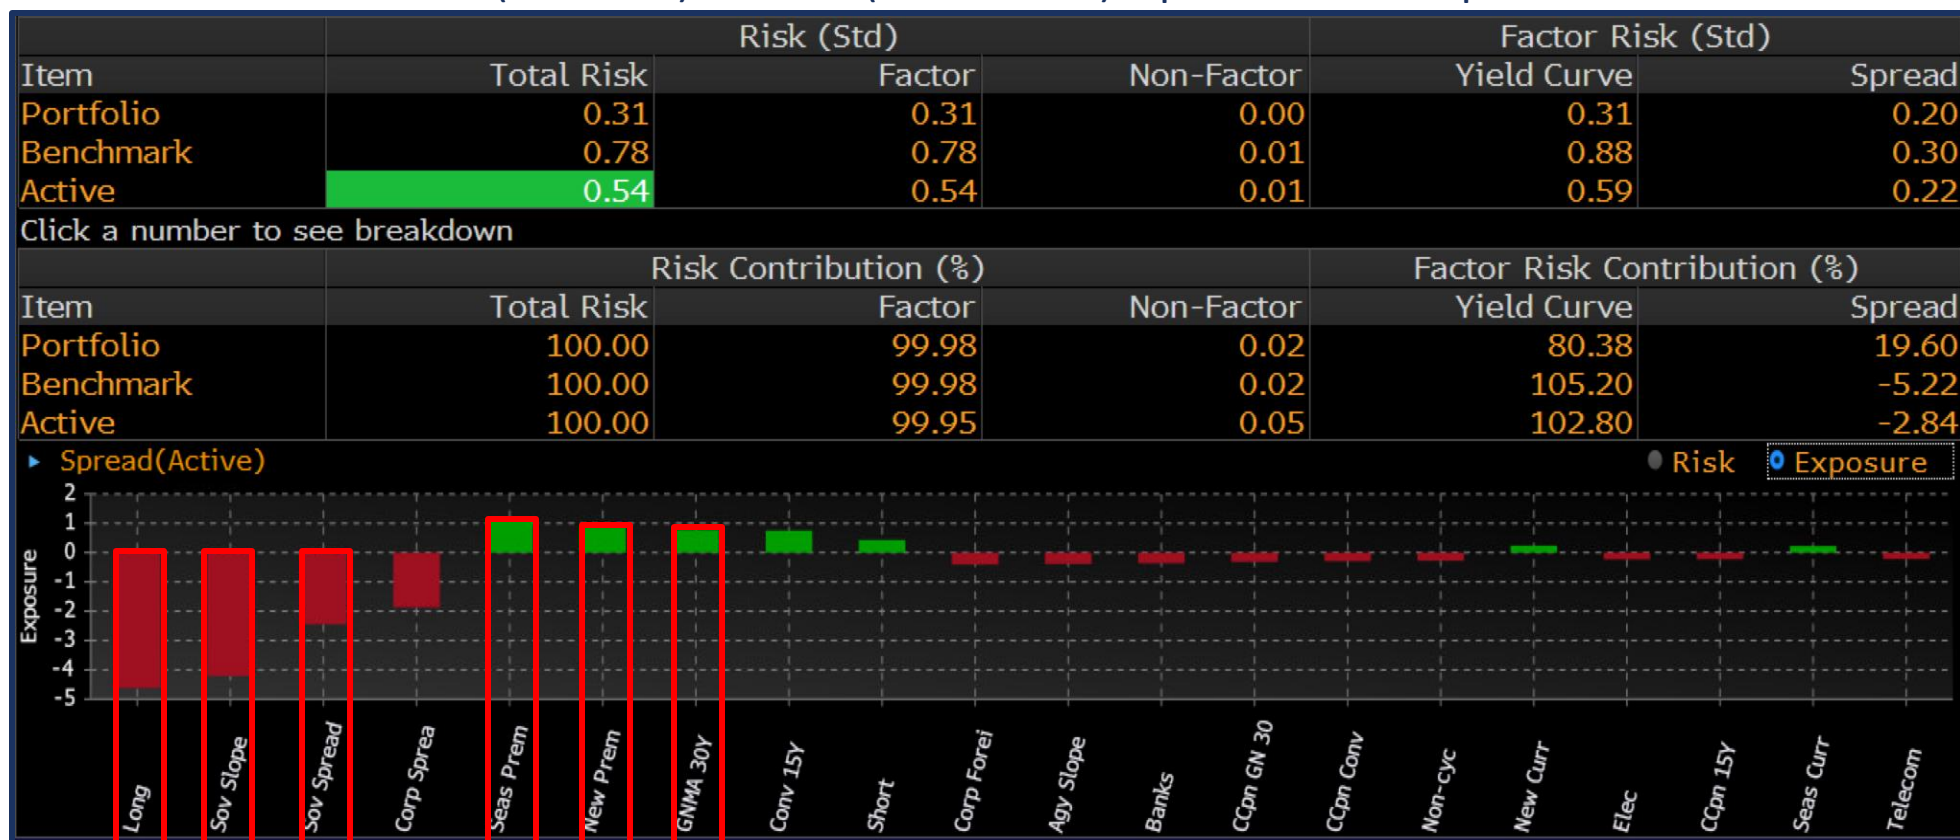 Risk (Std) Factor Risk (Std)
Item Total Risk Factor Non-Factor Yield Curve Spread
Portfolio 0.31 0.31 0.00 0.31 0.20
Benchmark 0.78 0.78 0.01 0.88 0.30
Active 0.54 0.54 0.01 0.59 0.22
Click a number to see breakdown
Risk Contribution (%) Factor Risk Contribution (%)
Item Total Risk Factor Non-Factor Yield Curve Spread
Portfolio 100.00 99.98 0.02 80.38 19.60
Benchmark 100.00 99.98 0.02 105.20 -5.22
Active 100.00 99.95 0.05 102.80 -2.84
Spread(Active) Risk Exposure
2
1
0
-1
-2
-3
-4
-5
Exposure
Long
Sov Slope
Sov Spread
Corp Sprea
Seas Prem
New Prem
GNMA 30Y
Conv 15Y
Short
Corp Forei
Agy Slope
Banks
CCpn GN 30
CCpn Conv
Non-cyc
New Curr
Elec
CCpn 15Y
Seas Curr
Telecom